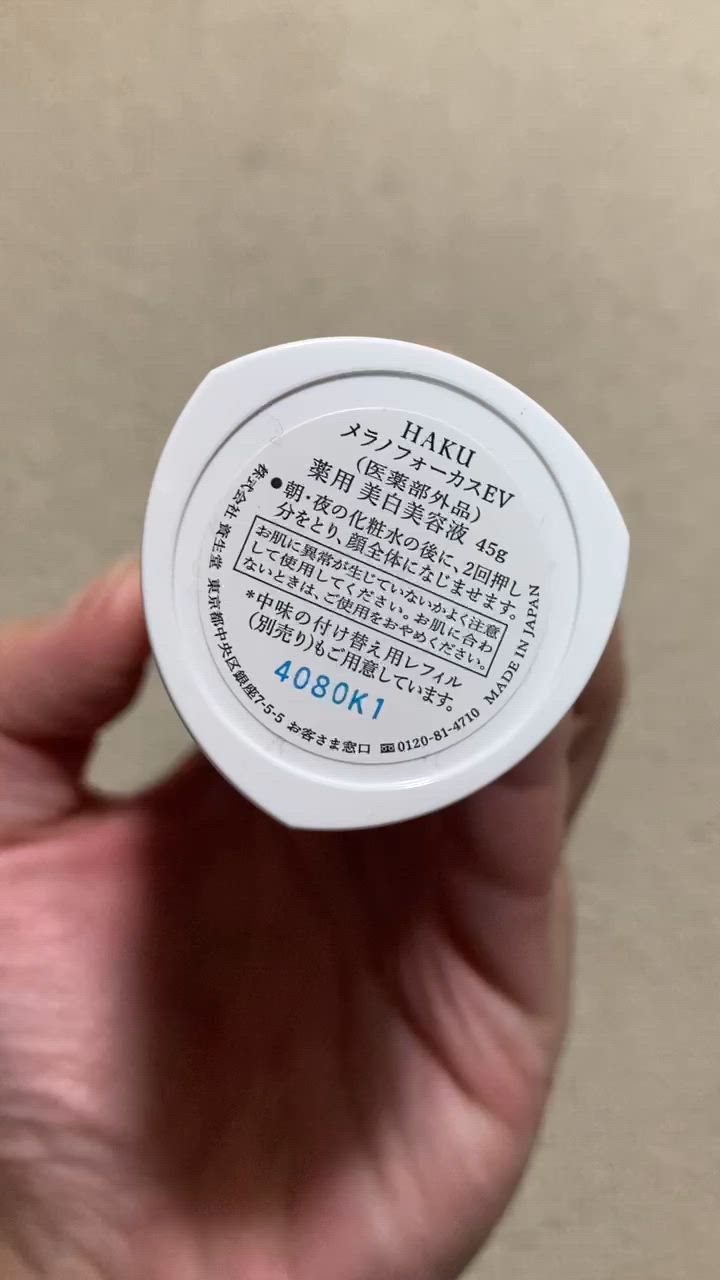 HAKU
メラノフォーカスEV
(医薬部外品)
薬用 美白美容液 45g
●朝・夜の化粧水の後に、2回押し
分をとり、顔全体になじませます。
お肌に異常が生じていないかよく注意
して使用してください。お肌に合わ
ないときは、ご使用をおやめください。
*中味の付け替え用レフィル
(別売り)もご用意しています。
4080K1
株式会社 資生堂 東京都中央区銀座7-5-5 お客さま窓口 0120-81-4710 MADE IN JAPAN